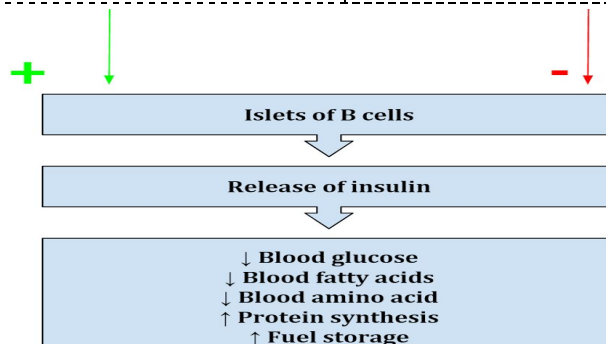 + -
Islets of B cells
Release of insulin
↓ Blood glucose
↓ Blood fatty acids
↓ Blood amino acid
↑ Protein synthesis
↑ Fuel storage